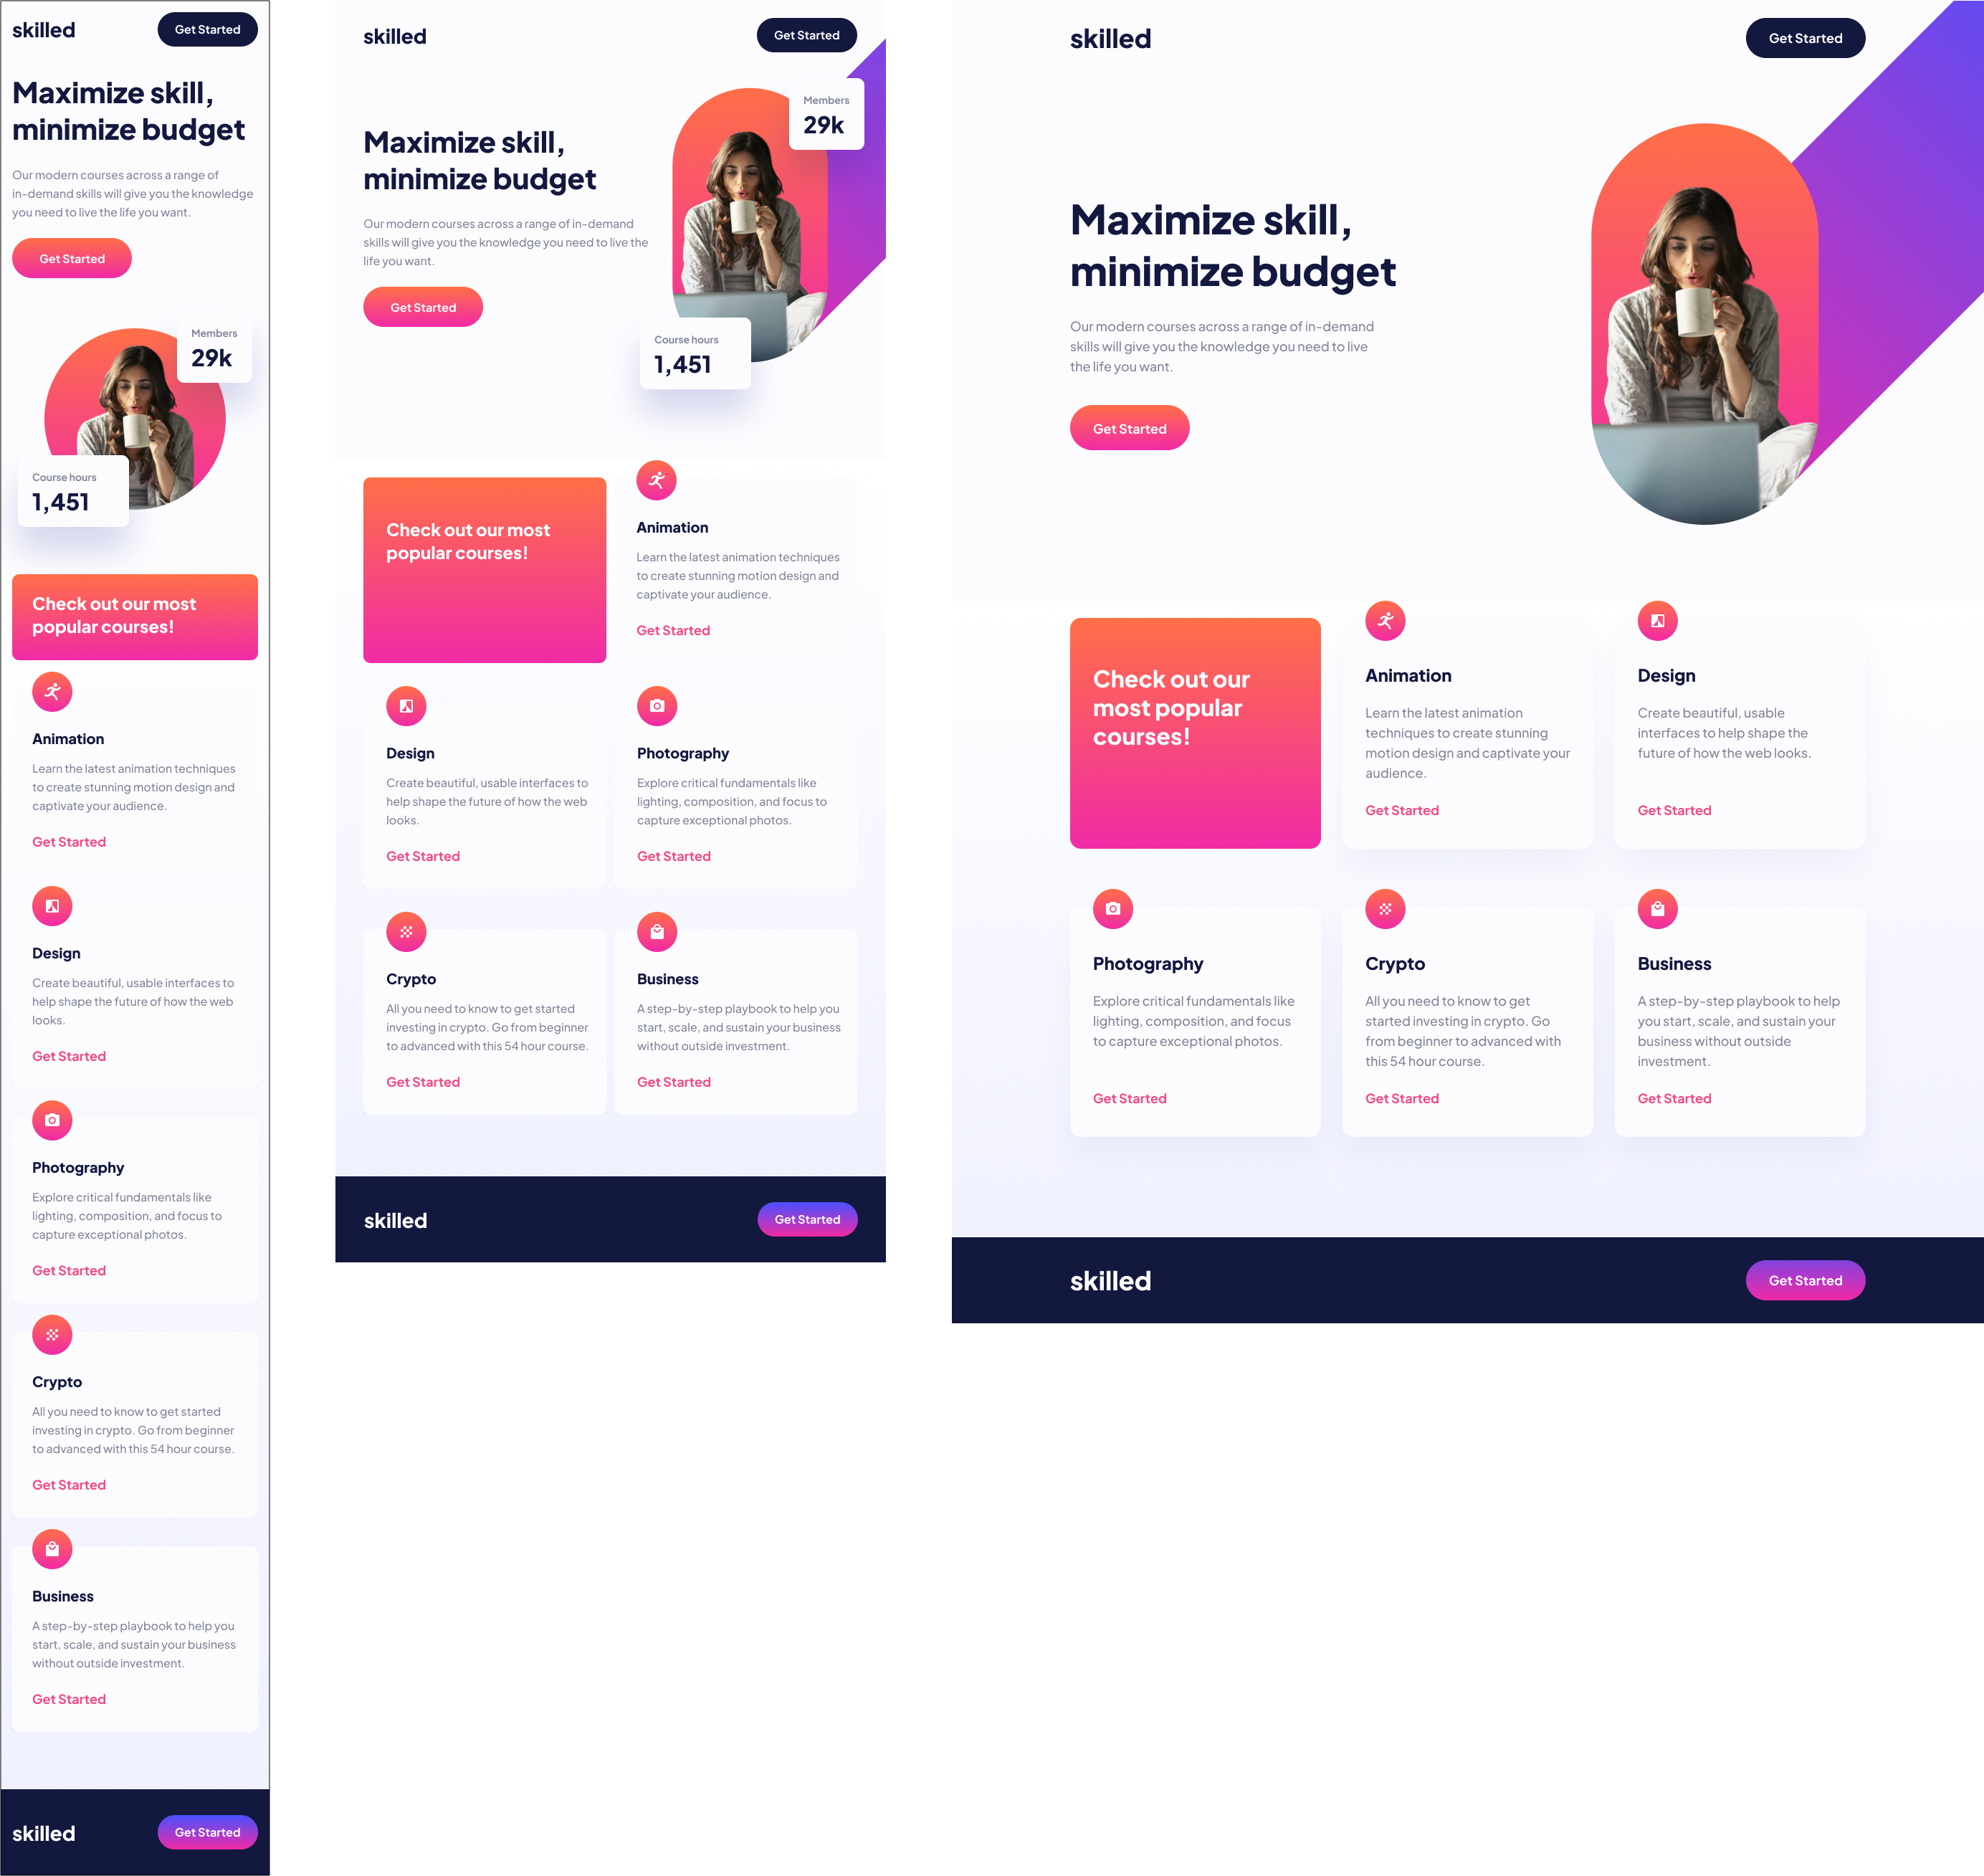 skilled
Get Started
Maximize skill,
minimize budget
Our modern courses across a range of
in-demand skills will give you the knowledge
you need to live the life you want.
Get Started
Members
29k
Course hours
1,451
Check out our most
popular courses!
Animation
Learn the latest animation techniques
to create stunning motion design and
captivate your audience.
Get Started
Design
Create beautiful, usable interfaces to
help shape the future of how the web
looks.
Get Started
Photography
Explore critical fundamentals like
lighting, composition, and focus to
capture exceptional photos.
Get Started
Crypto
All you need to know to get started
investing in crypto. Go from beginner
to advanced with this 54 hour course.
Get Started
Business
A step-by-step playbook to help you
start, scale, and sustain your business
without outside investment.
Get Started
skilled
Get Started
skilled
Get Started
Members
29k
Maximize skill,
minimize budget
Our modern courses across a range of in-demand
skills will give you the knowledge you need to live the
life you want.
Get Started
Course hours
1,451
Check out our most
popular courses!
Animation
Learn the latest animation techniques
to create stunning motion design and
captivate your audience.
Get Started
Design
Create beautiful, usable interfaces to
help shape the future of how the web
looks.
Get Started
Photography
Explore critical fundamentals like
lighting, composition, and focus to
capture exceptional photos.
Get Started
Crypto
All you need to know to get started
investing in crypto. Go from beginner
to advanced with this 54 hour course.
Get Started
Business
A step-by-step playbook to help you
start, scale, and sustain your business
without outside investment.
Get Started
skilled
Get Started
skilled
Get Started
Maximize skill,
minimize budget
Our modern courses across a range of in-demand
skills will give you the knowledge you need to live
the life you want.
Get Started
Check out our
most popular
courses!
Animation
Learn the latest animation
techniques to create stunning
motion design and captivate your
audience.
Get Started
Design
Create beautiful, usable
interfaces to help shape the
future of how the web looks.
Get Started
Photography
Explore critical fundamentals like
lighting, composition, and focus
to capture exceptional photos.
Get Started
Crypto
All you need to know to get
started investing in crypto. Go
from beginner to advanced with
this 54 hour course.
Get Started
Business
A step-by-step playbook to help
you start, scale, and sustain your
business without outside
investment.
Get Started
skilled
Get Started